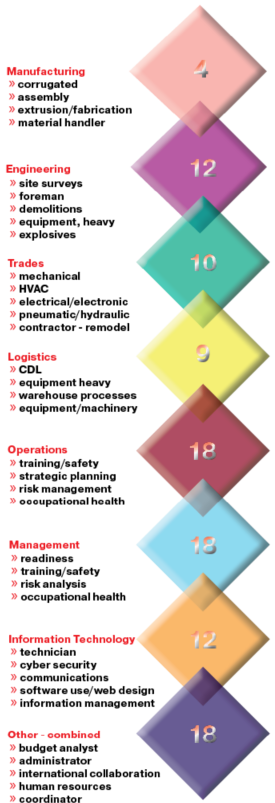 4
Manufacturing
» corrugated
» assembly
» extrusion/fabrication
» material handler
12
Engineering
» site surveys
» foreman
» demolitions
» equipment, heavy
» explosives
10
Trades
» mechanical
» HVAC
» electrical/electronic
» pneumatic/hydraulic
» contractor - remodel
9
Logistics
» CDL
» equipment heavy
» warehouse processes
» equipment/machinery
18
Operations
» training/safety
» strategic planning
» risk management
» occupational health
18
Management
» readiness
» training/safety
» risk analysis
» occupational health
12
Information Technology
» technician
» cyber security
» communications
» software use/web design
» information management
18
Other - combined
» budget analyst
» administrator
» international collaboration
» human resources
» coordinator